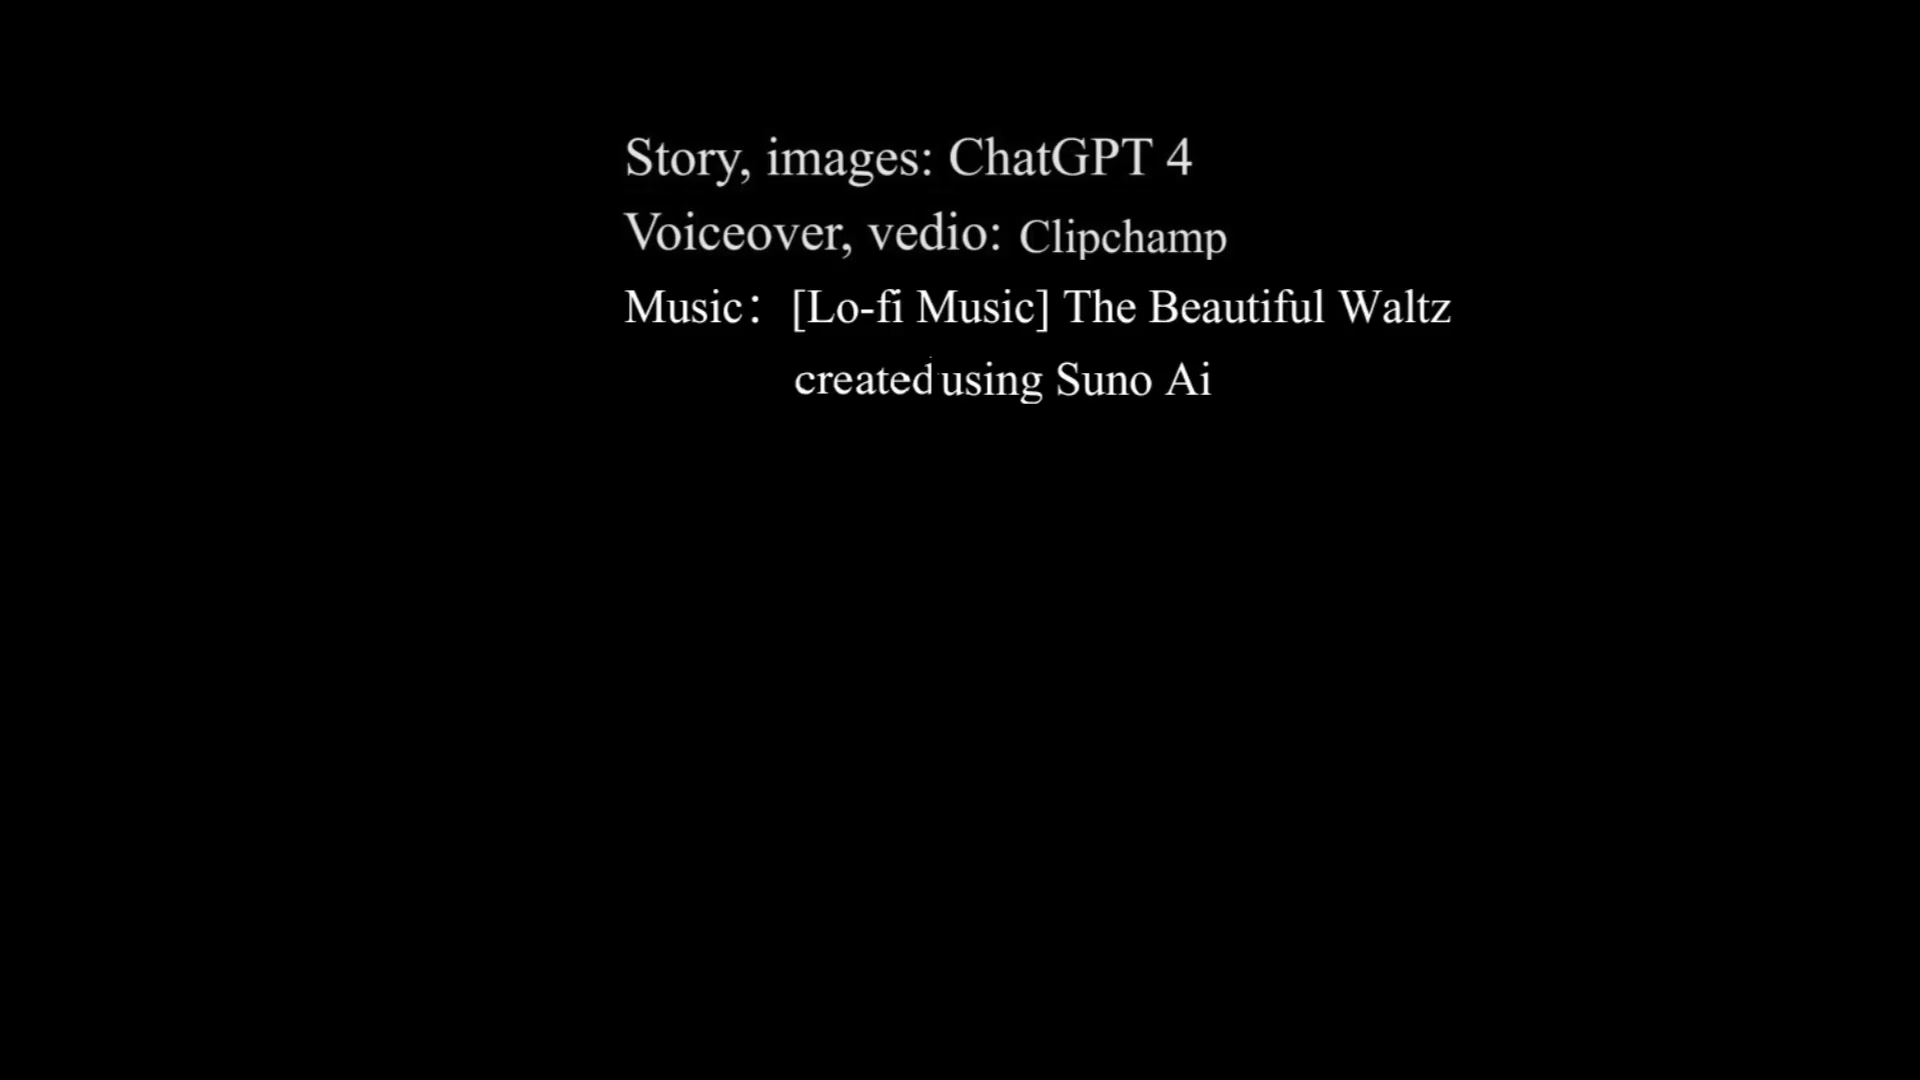 Story, images: ChatGPT 4
Voiceover, vedio: Clipchamp
Music： [Lo-fi Music] The Beautiful Waltz
created using Suno Ai